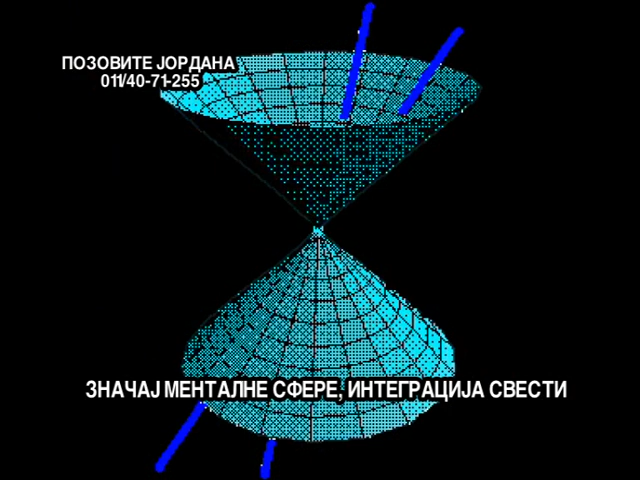 ПОЗОВИТЕ ЈОРДАНА
011/40-71-255
ЗНАЧАЈ МЕНТАЛНЕ СФЕРЕ, ИНТЕГРАЦИЈА СВЕСТИ